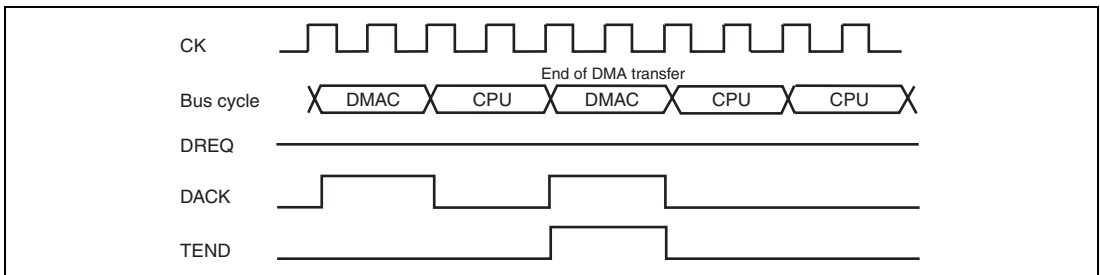 CK
End of DMA transfer
Bus cycle DMAC CPU DMAC CPU CPU
DREQ
DACK
TEND